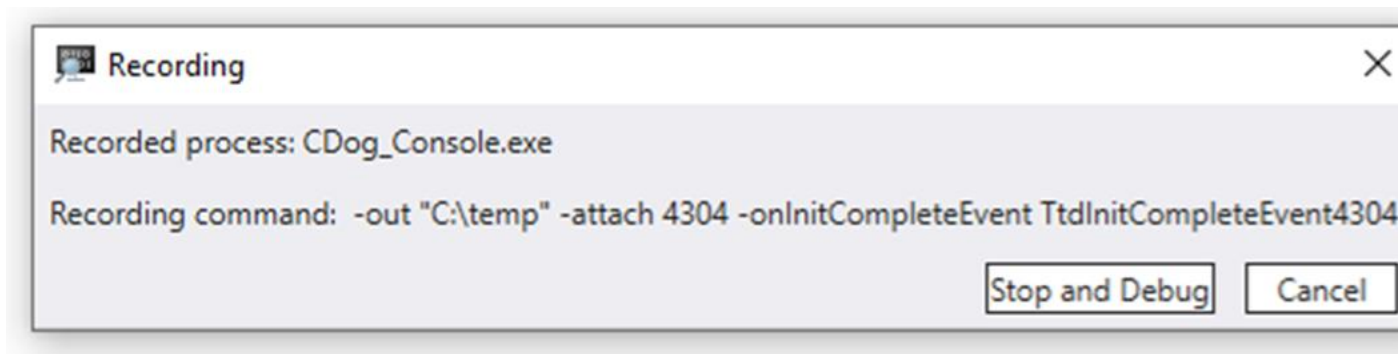 Recording
Recorded process: CDog_Console.exe
Recording command:  -out "C:\temp" -attach 4304 -onInitCompleteEvent TtdInitCompleteEvent4304
Stop and Debug Cancel